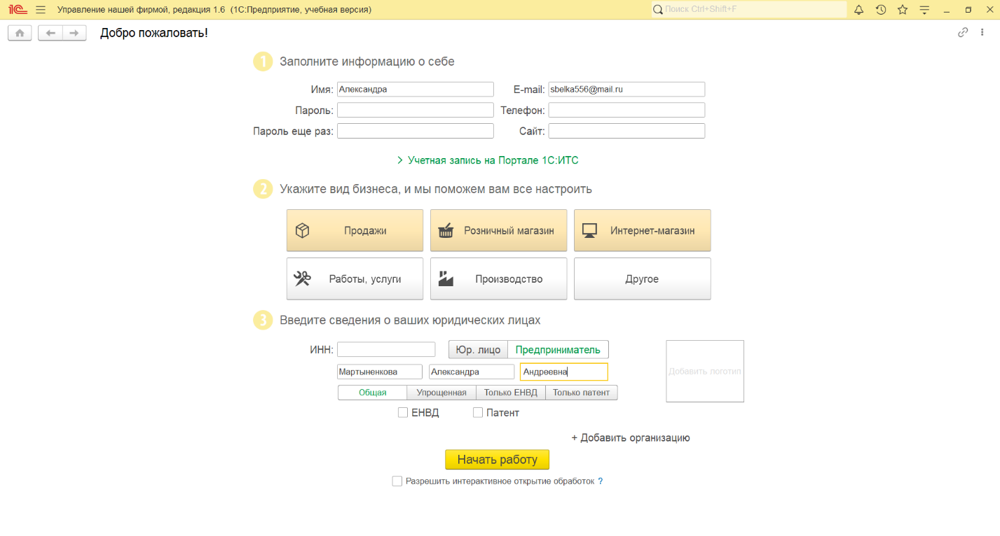 1С Управление нашей фирмой, редакция 1.6 (1С:Предприятие, учебная версия) Поиск Ctrl+Shift+F
Добро пожаловать!
1 Заполните информацию о себе
Имя: Александра E-mail: sbelka556@mail.ru
Пароль: Телефон:
Пароль еще раз: Сайт:
> Учетная запись на Портале 1С:ИТС
2 Укажите вид бизнеса, и мы поможем вам все настроить
Продажи Розничный магазин Интернет-магазин
Работы, услуги Производство Другое
3 Введите сведения о ваших юридических лицах
ИНН: Юр. лицо Предприниматель
Мартыненкова Александра Андреевна Добавить логотип
Общая Упрощенная Только ЕНВД Только патент
ЕНВД Патент
+ Добавить организацию
Начать работу
Разрешить интерактивное открытие обработок ?